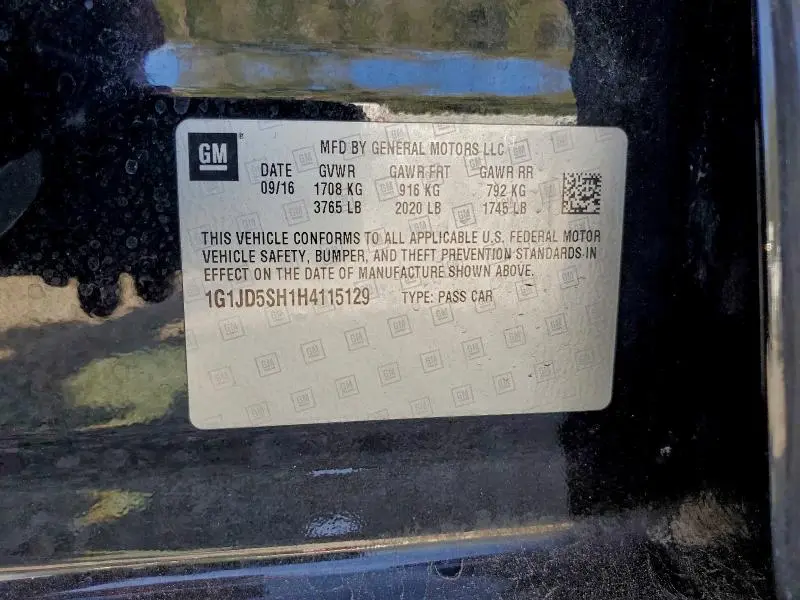 GM
MFD BY GENERAL MOTORS LLC
DATE GVWR GAWR FRT GAWR RR
09/16 1708 KG 916 KG 792 KG
3765 LB 2020 LB 1745 LB
THIS VEHICLE CONFORMS TO ALL APPLICABLE U.S. FEDERAL MOTOR
VEHICLE SAFETY, BUMPER, AND THEFT PREVENTION STANDARDS IN
EFFECT ON THE DATE OF MANUFACTURE SHOWN ABOVE.
1G1JD5SH1H4115129 TYPE: PASS CAR